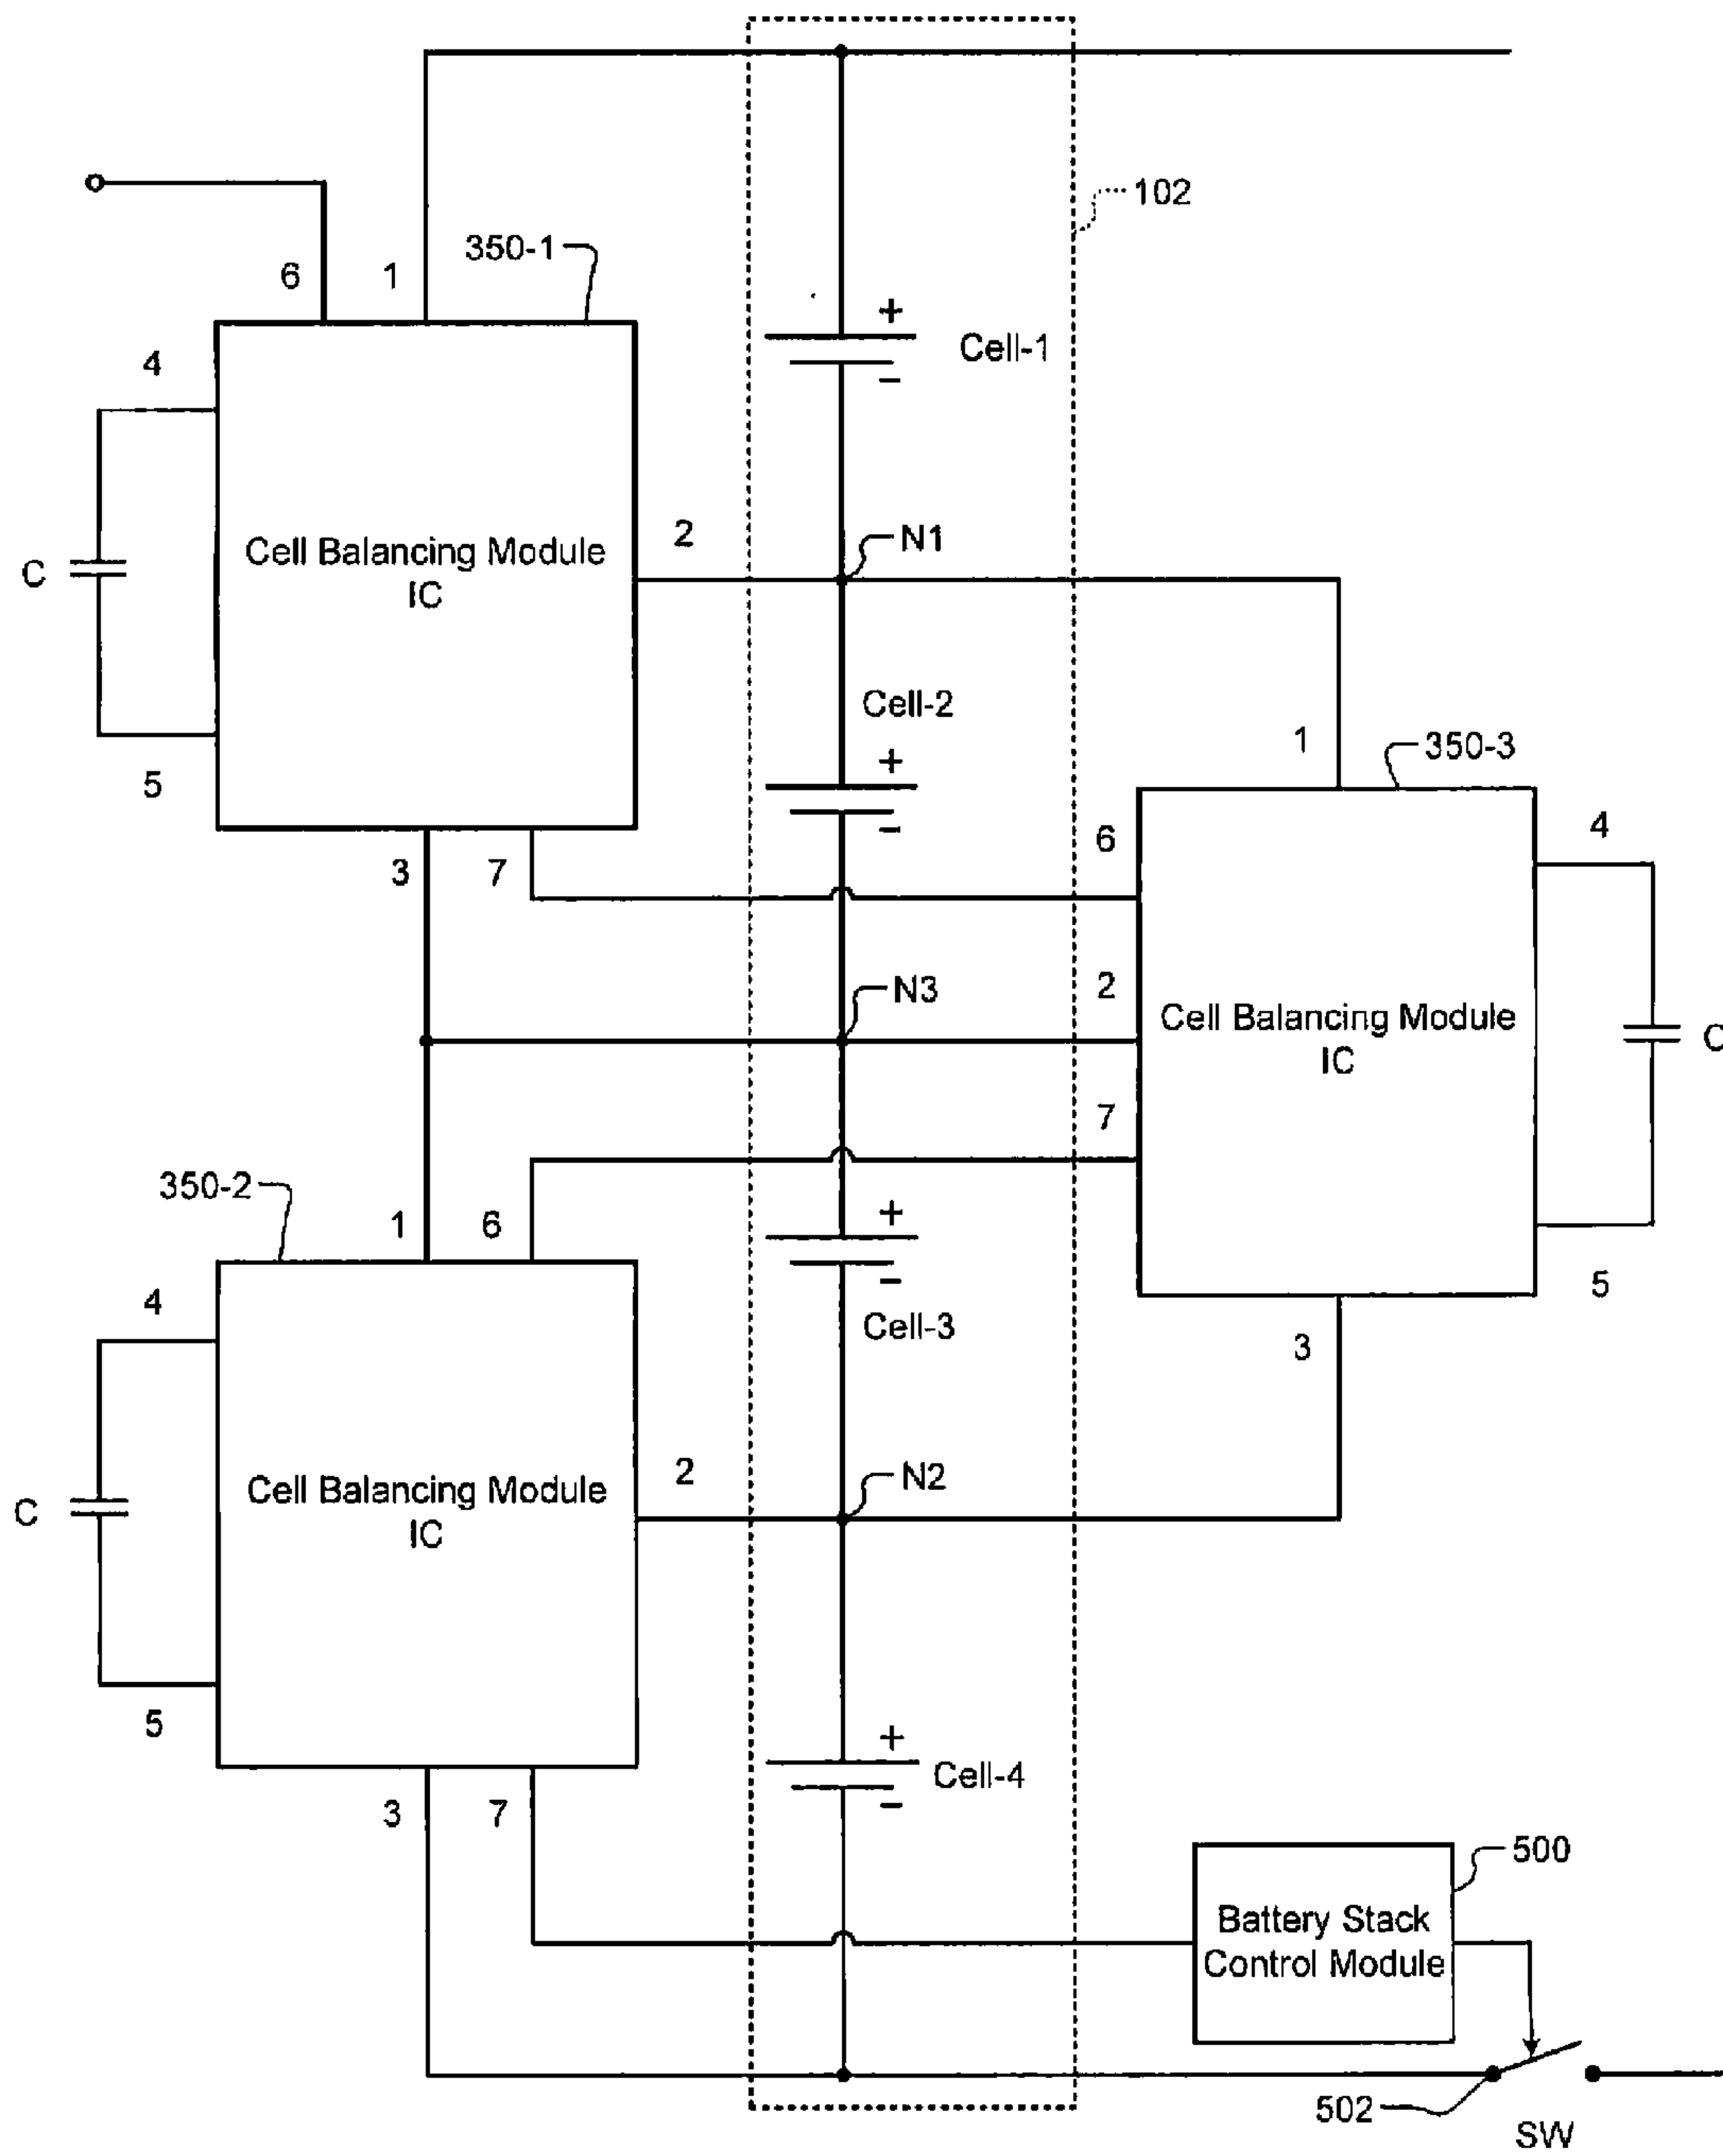 102
350-1
6
1
4
+
Cell-1
−
2
N1
Cell Balancing Module
IC
C
Cell-2
1
350-3
+
5
−
6
4
3
7
N3
2
Cell Balancing Module
IC
C
7
350-2
1
6
+
−
5
4
Cell-3
3
2
N2
Cell Balancing Module
IC
C
5
+
Cell-4
−
3
7
500
Battery Stack
Control Module
502
SW